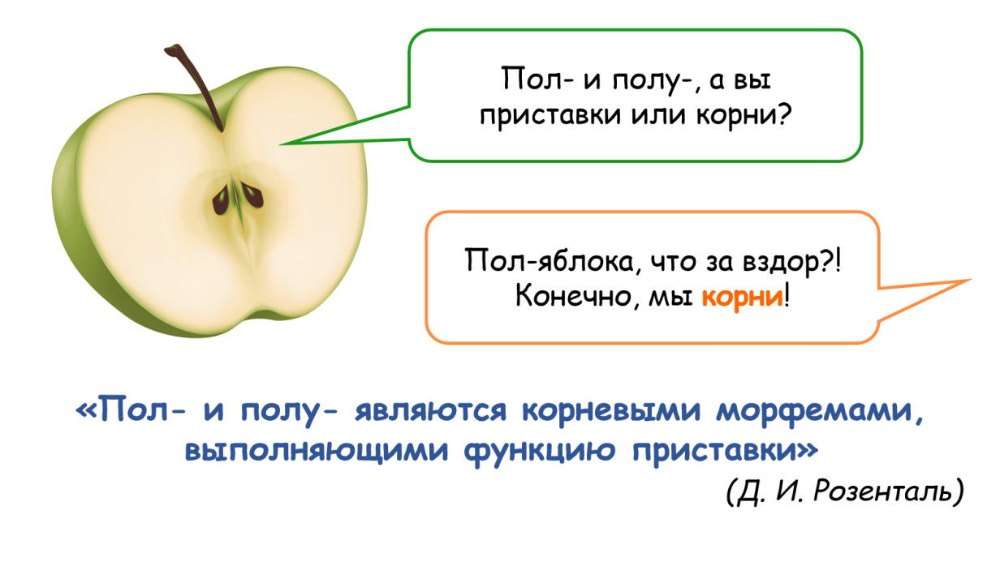 Пол- и полу-, а вы
приставки или корни?
Пол-яблока, что за вздор?!
Конечно, мы корни!
«Пол- и полу- являются корневыми морфемами,
выполняющими функцию приставки»
(Д. И. Розенталь)